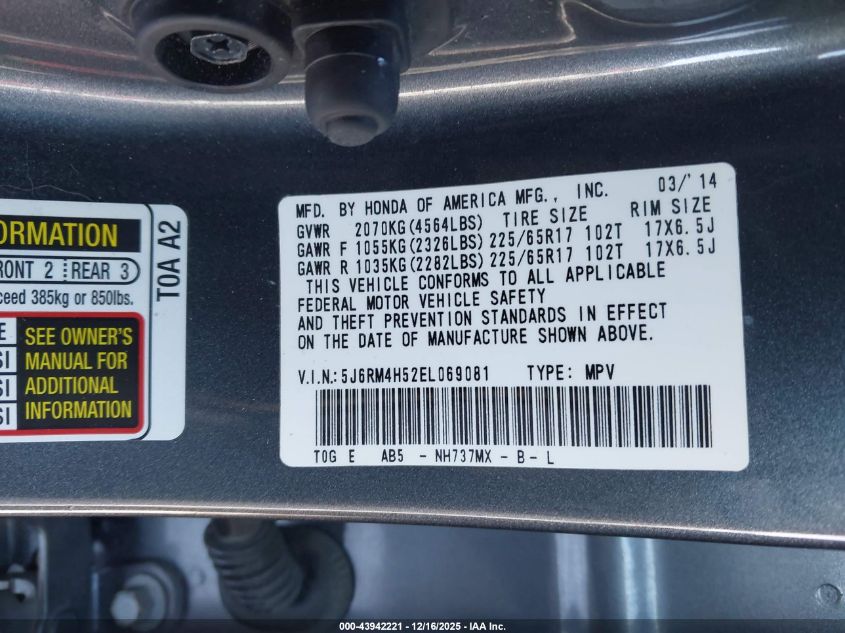 MFD. BY HONDA OF AMERICA MFG., INC. 03/'14
GVWR 2070KG(4564LBS) TIRE SIZE RIM SIZE
GAWR F 1055KG(2326LBS) 225/65R17 102T 17X6.5J
GAWR R 1035KG(2282LBS) 225/65R17 102T 17X6.5J
THIS VEHICLE CONFORMS TO ALL APPLICABLE
FEDERAL MOTOR VEHICLE SAFETY
AND THEFT PREVENTION STANDARDS IN EFFECT
ON THE DATE OF MANUFACTURE SHOWN ABOVE.
V.I.N.: 5J6RM4H52EL069081 TYPE: MPV
T0G E AB5 - NH737MX - B - L
ORMATION
RONT 2 REAR 3
ceed 385kg or 850lbs.
E
SI
SI
SEE OWNER'S
MANUAL FOR
ADDITIONAL
INFORMATION
T0A A2
000-43942221 - 12/16/2025 - IAA Inc.